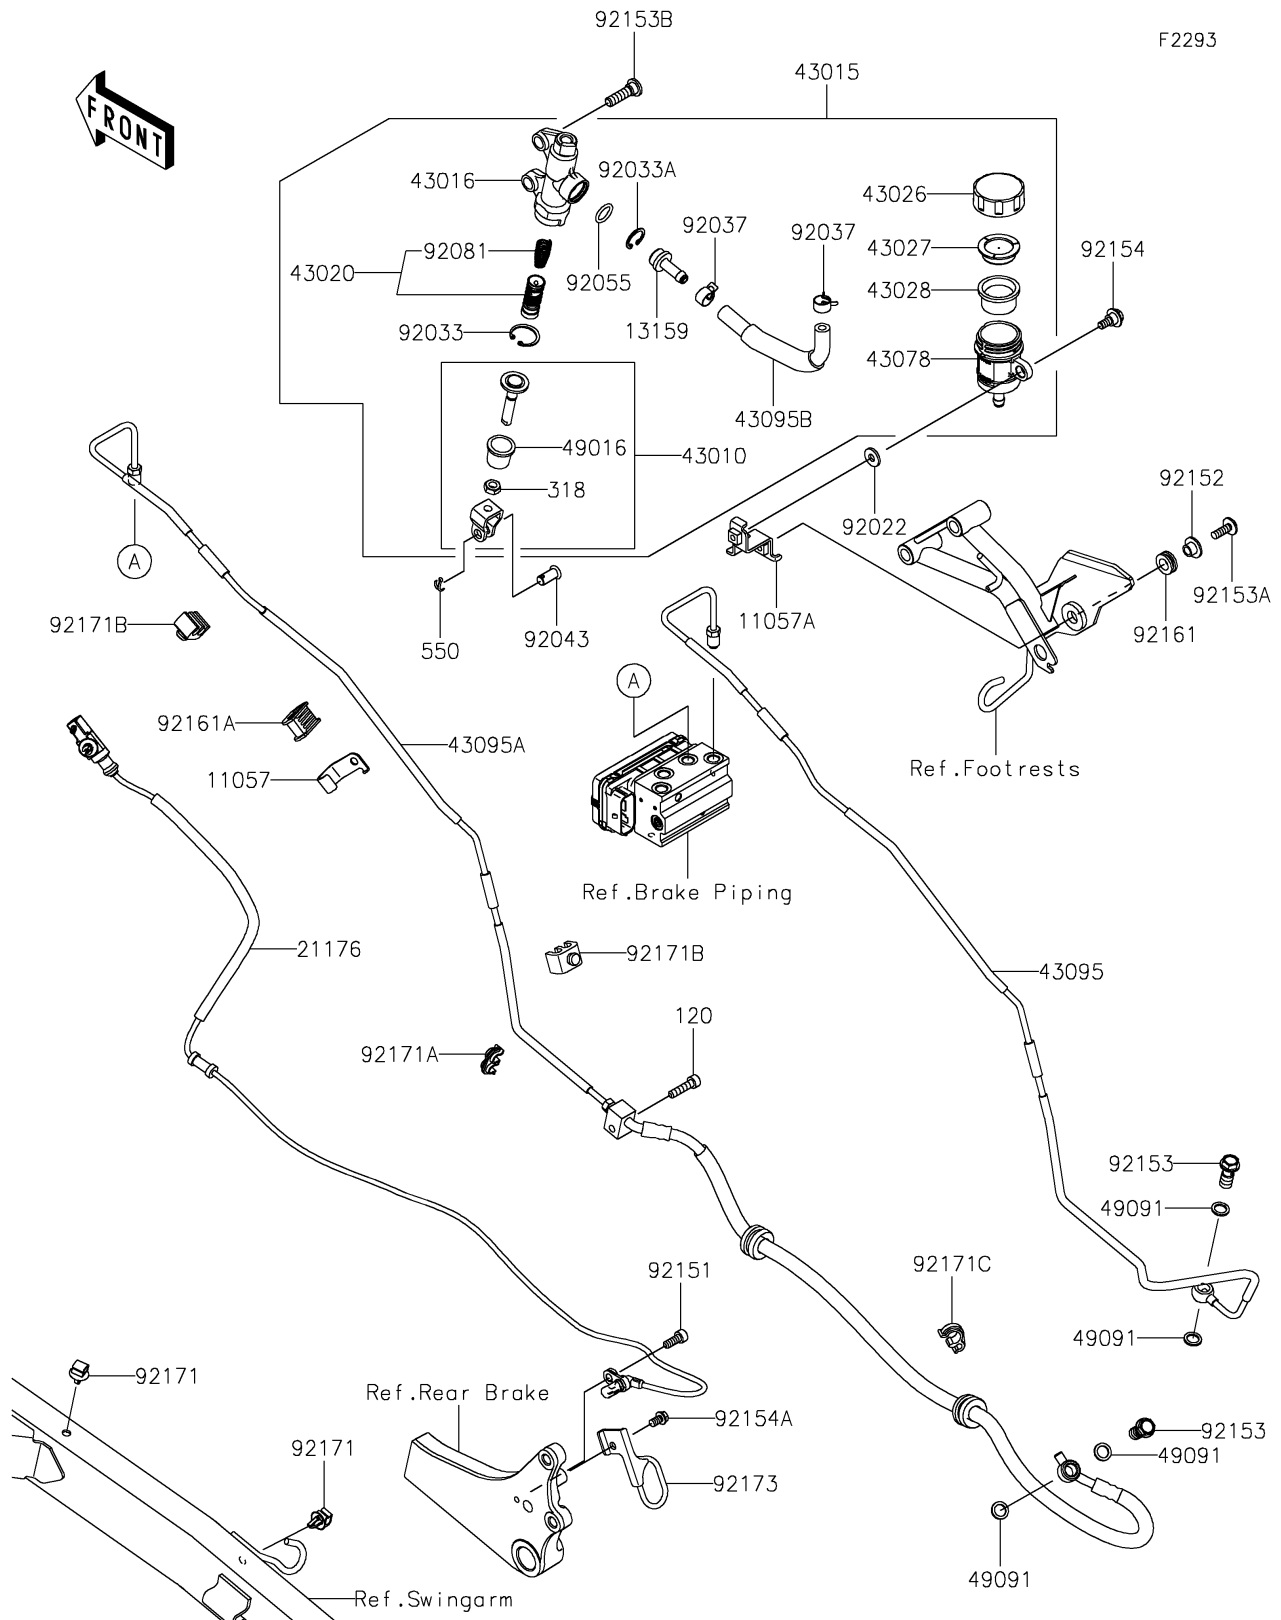 92153B
F2293
43015
FRONT
92033A
43016
43026
92037
92037
43027
92154
92081
43020
92055
43028
13159
92033
43078
43095B
49016
43010
318
92152
92022
A
92153A
11057A
92171B
92161
550
92043
A
92161A
43095A
11057
Ref.Footrests
Ref.Brake Piping
21176
92171B
43095
120
92171A
92153
49091
92151
92171C
49091
92171
Ref.Rear Brake
92154A
92153
92171
49091
92173
49091
Ref.Swingarm